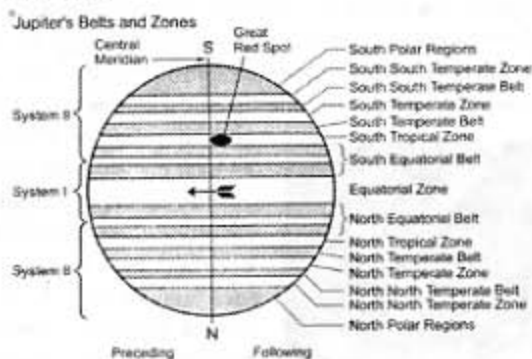 Jupiter's Belts and Zones
Central
Meridian
S
Great
Red Spot
South Polar Regions
South South Temperate Zone
South South Temperate Belt
South Temperate Zone
South Temperate Belt
South Tropical Zone
South Equatorial Belt
Equatorial Zone
North Equatorial Belt
North Tropical Zone
North Temperate Belt
North Temperate Zone
North North Temperate Belt
North North Temperate Zone
North Polar Regions
System II
System I
System II
N
Preceding
Following